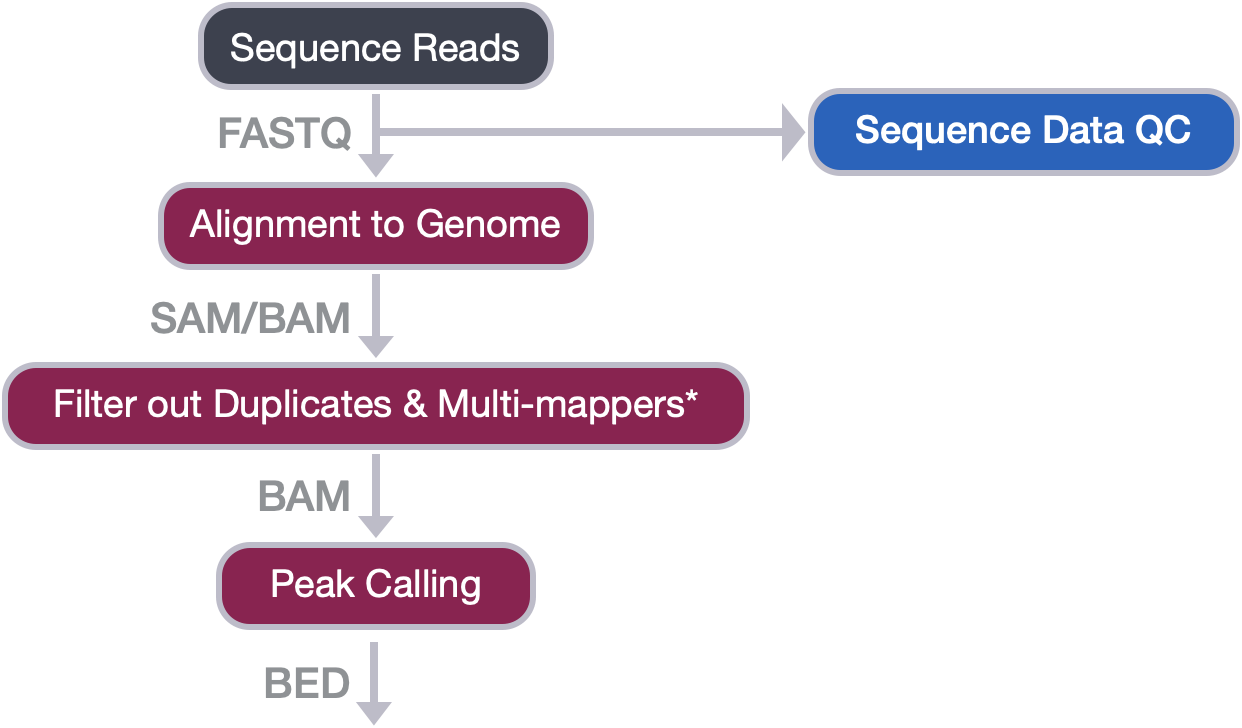 Sequence Reads
FASTQ
Sequence Data QC
Alignment to Genome
SAM/BAM
Filter out Duplicates & Multi-mappers*
BAM
Peak Calling
BED